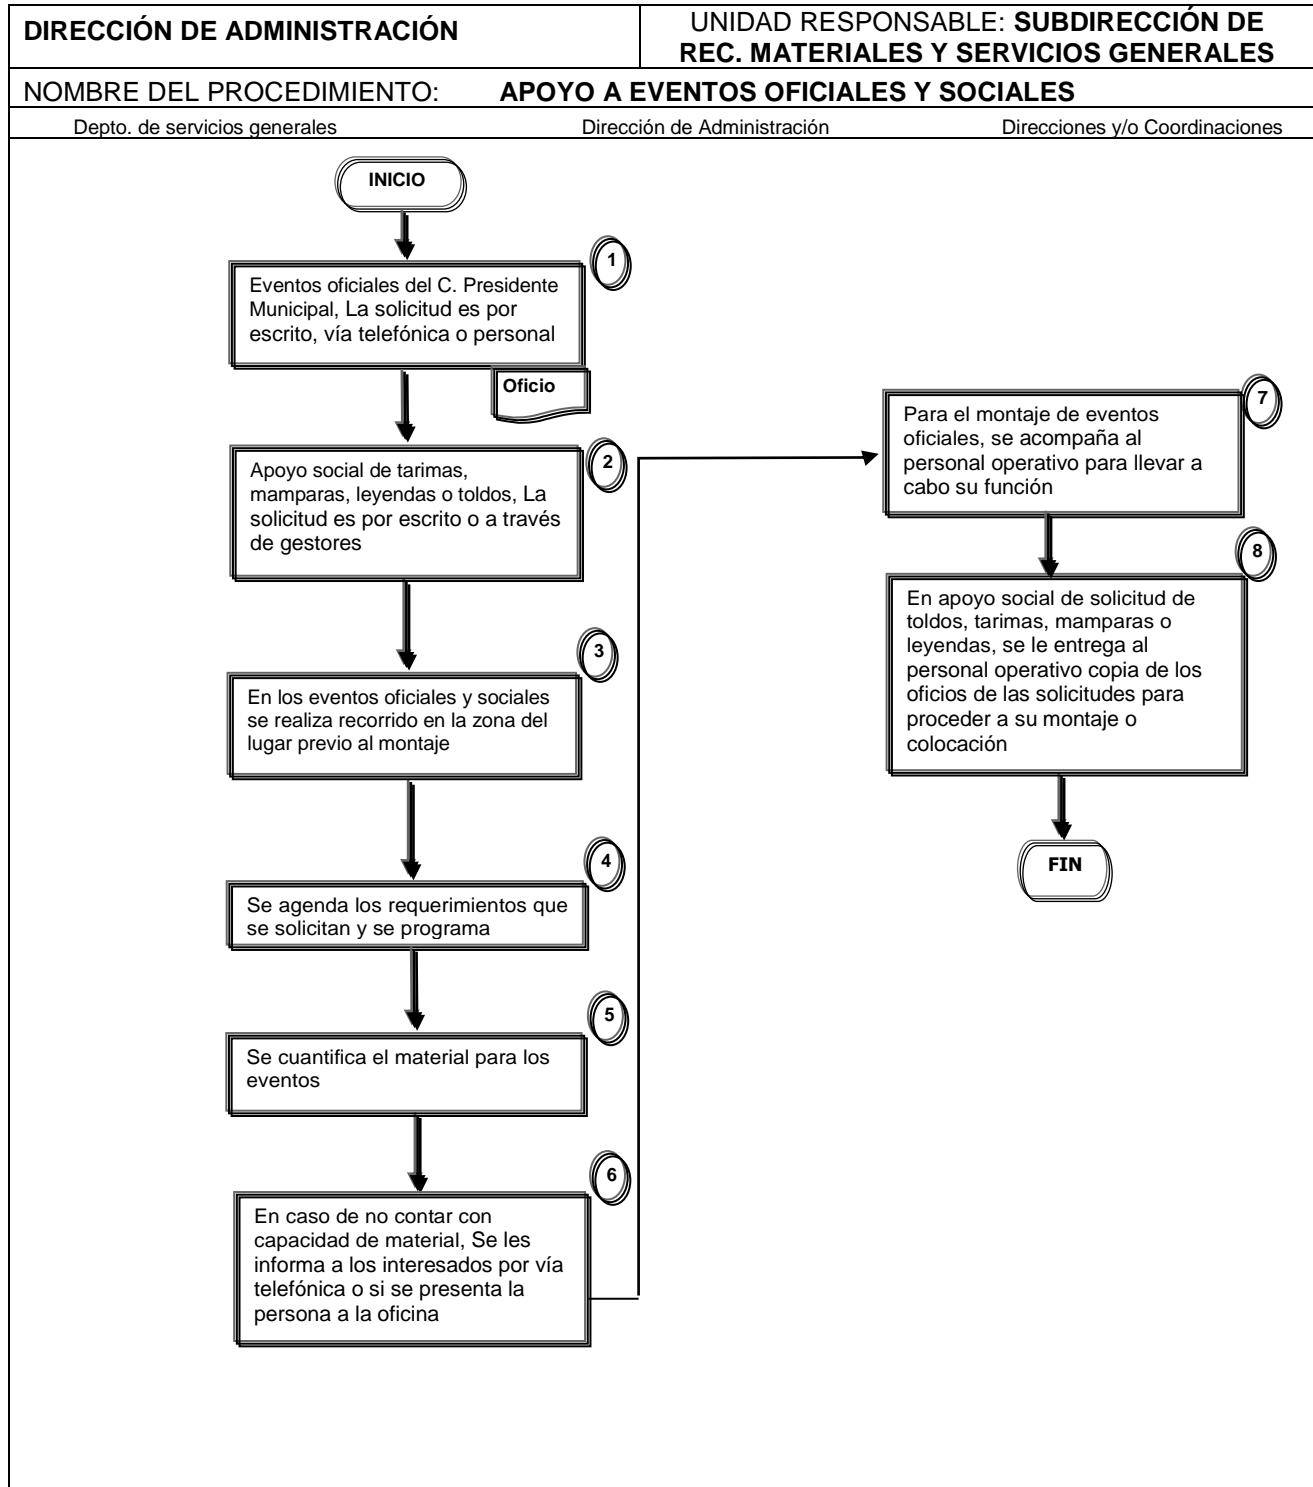 DIRECCIÓN DE ADMINISTRACIÓN
UNIDAD RESPONSABLE: SUBDIRECCIÓN DE
REC. MATERIALES Y SERVICIOS GENERALES
NOMBRE DEL PROCEDIMIENTO: APOYO A EVENTOS OFICIALES Y SOCIALES
Depto. de servicios generales
Dirección de Administración
Direcciones y/o Coordinaciones
INICIO
1
Eventos oficiales del C. Presidente
Municipal, La solicitud es por
escrito, vía telefónica o personal
Oficio
2
Apoyo social de tarimas,
mamparas, leyendas o toldos, La
solicitud es por escrito o a través
de gestores
3
En los eventos oficiales y sociales
se realiza recorrido en la zona del
lugar previo al montaje
4
Se agenda los requerimientos que
se solicitan y se programa
5
Se cuantifica el material para los
eventos
6
En caso de no contar con
capacidad de material, Se les
informa a los interesados por vía
telefónica o si se presenta la
persona a la oficina
7
Para el montaje de eventos
oficiales, se acompaña al
personal operativo para llevar a
cabo su función
8
En apoyo social de solicitud de
toldos, tarimas, mamparas o
leyendas, se le entrega al
personal operativo copia de los
oficios de las solicitudes para
proceder a su montaje o
colocación
FIN